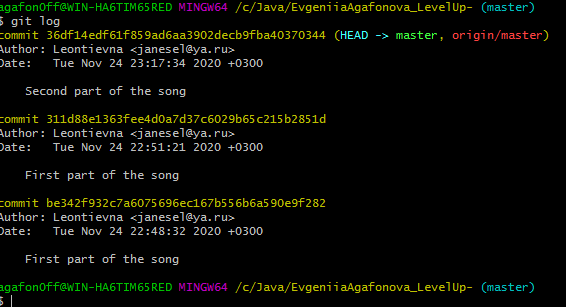 agafonOff@WIN-HA6TIM65RED MINGW64 /c/Java/EvgeniiaAgafonova_LevelUp- (master)
$ git log
commit 36df14edf61f859ad6aa3902decb9fba40370344 (HEAD -> master, origin/master)
Author: Leontievna <janesel@ya.ru>
Date:   Tue Nov 24 23:17:34 2020 +0300
    Second part of the song
commit 311d88e1363fee4d0a7d37c6029b65c215b2851d
Author: Leontievna <janesel@ya.ru>
Date:   Tue Nov 24 22:51:21 2020 +0300
    First part of the song
commit be342f932c7a6075696ec167b556b6a590e9f282
Author: Leontievna <janesel@ya.ru>
Date:   Tue Nov 24 22:48:32 2020 +0300
    First part of the song
agafonOff@WIN-HA6TIM65RED MINGW64 /c/Java/EvgeniiaAgafonova_LevelUp- (master)
$